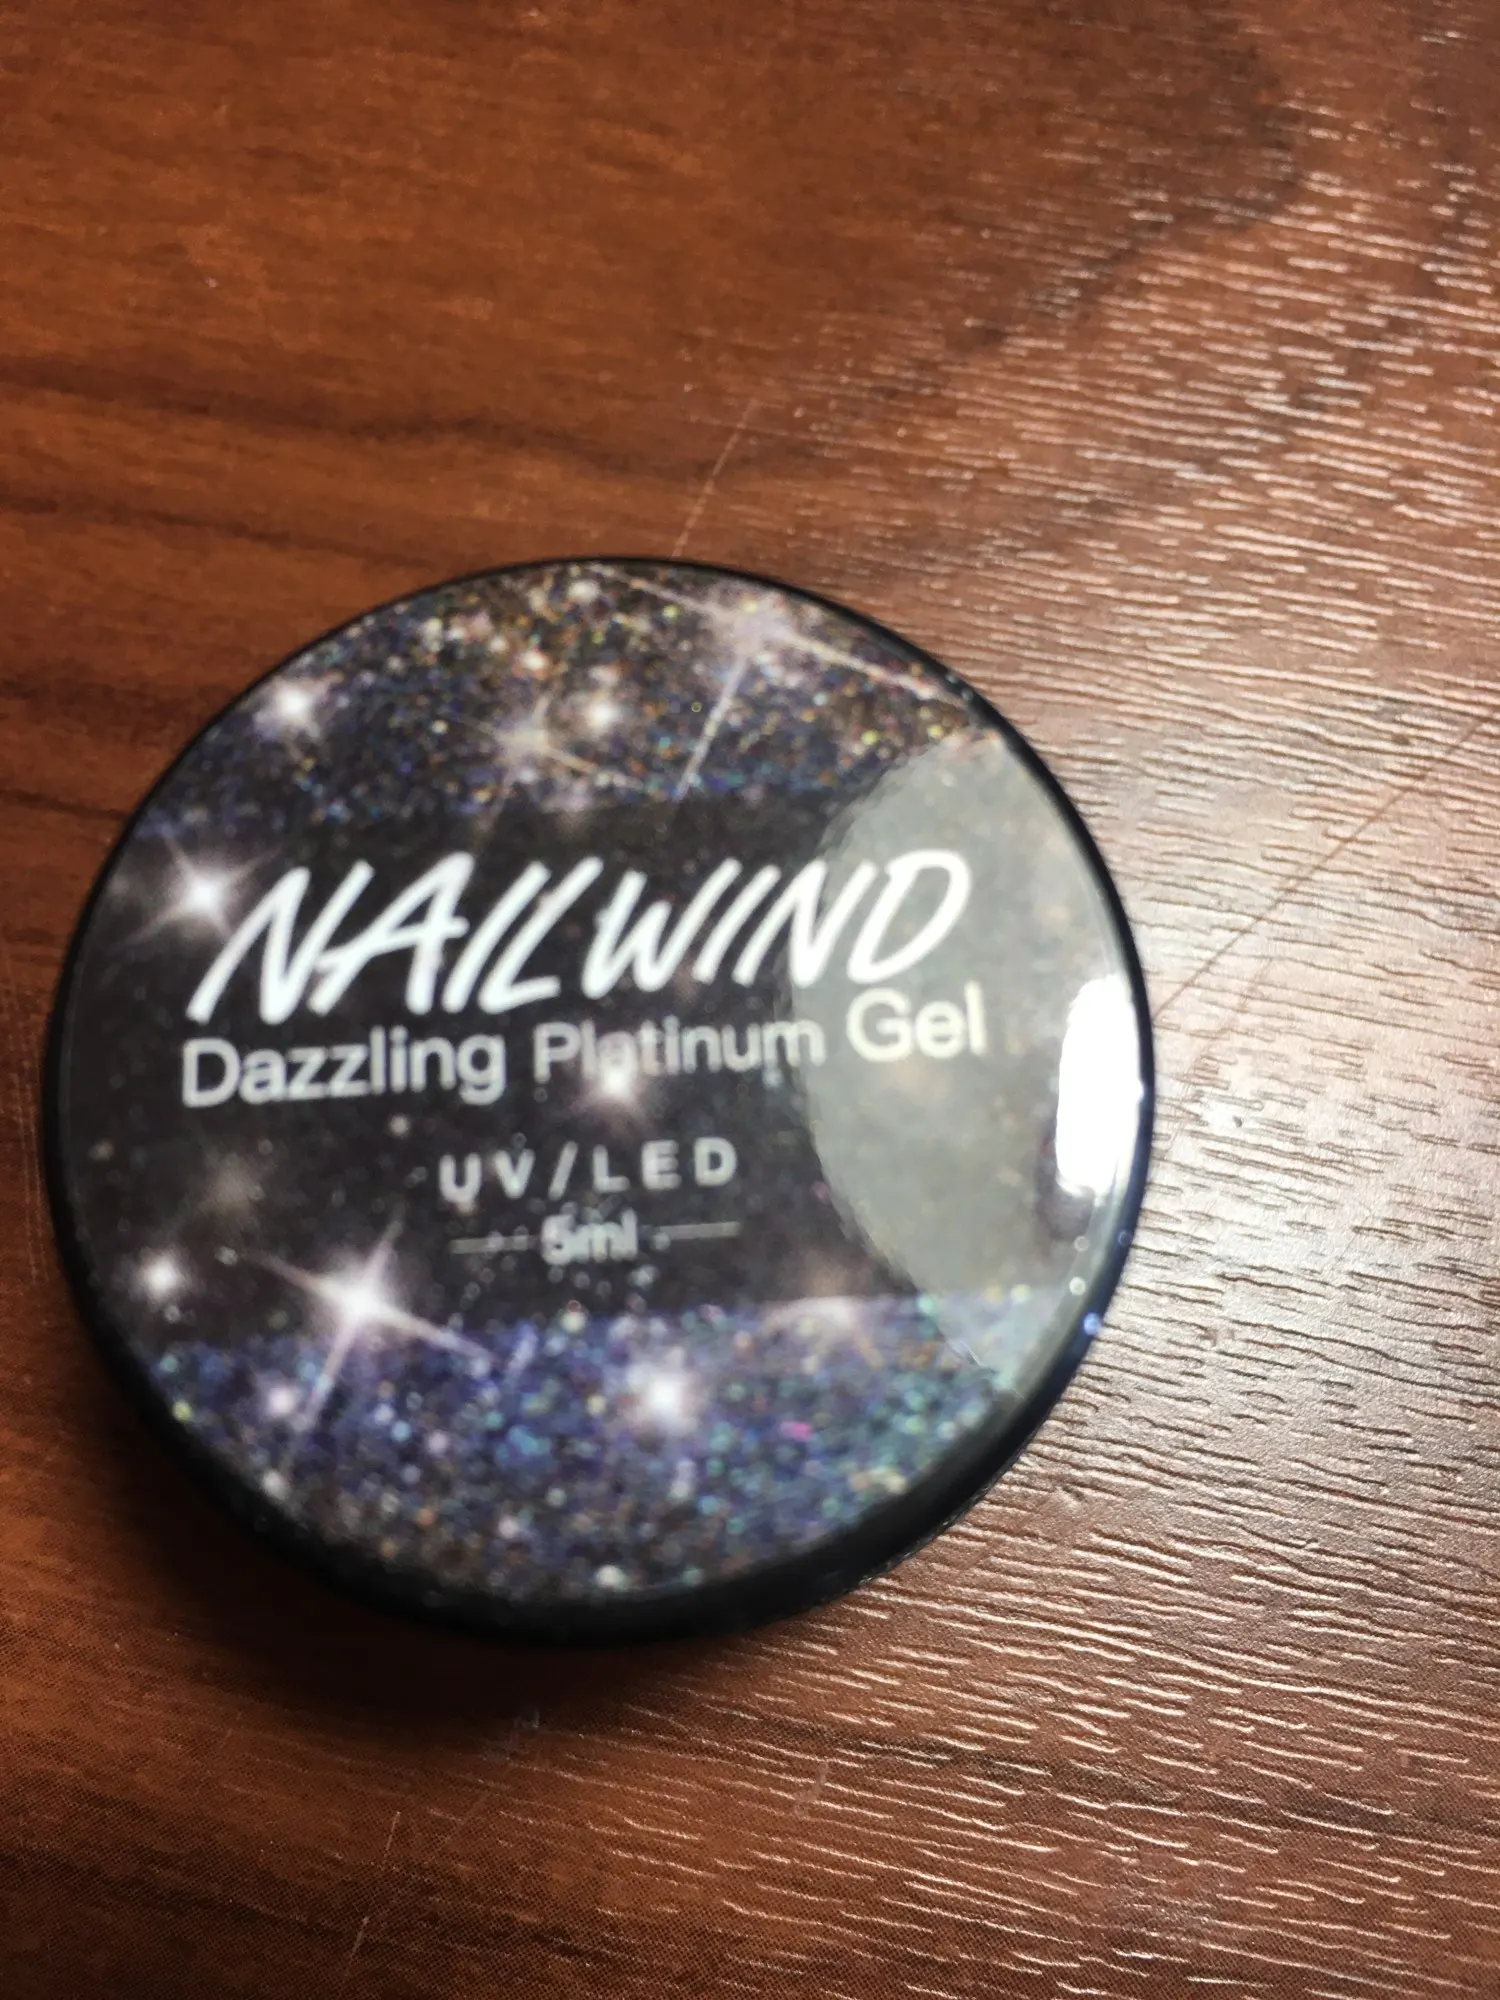 NAILWIND
Dazzling Platinum Gel
UV/LED
5ml